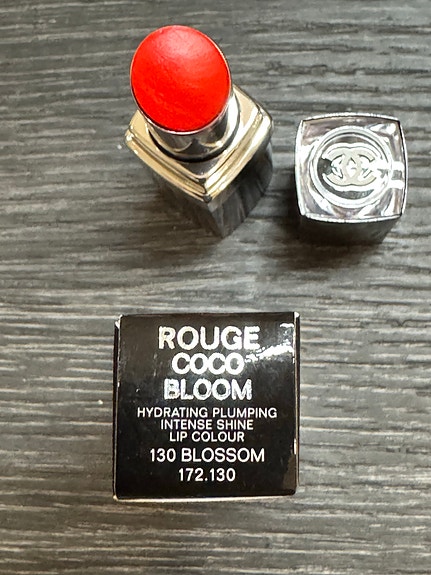 ROUGE
COCO
BLOOM
HYDRATING PLUMPING
INTENSE SHINE
LIP COLOUR
130 BLOSSOM
172.130